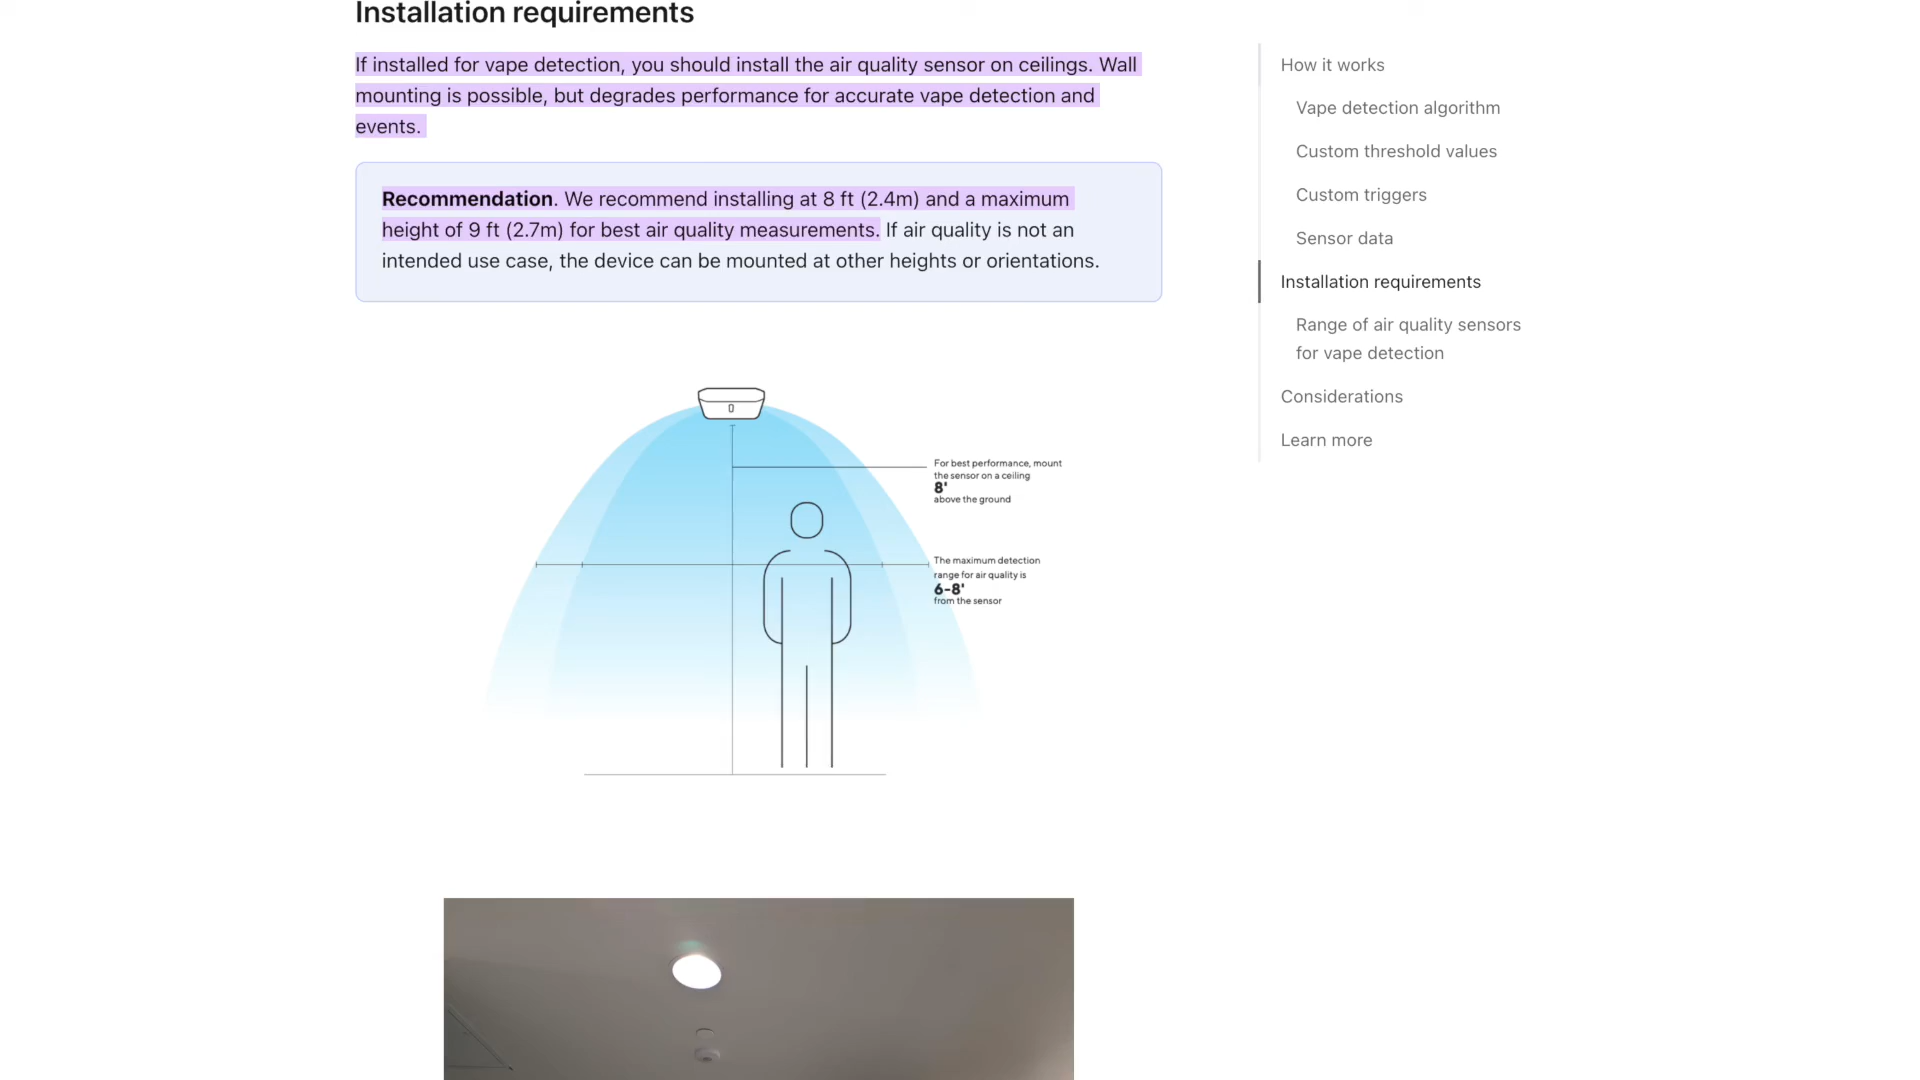 Installation requirements
If installed for vape detection, you should install the air quality sensor on ceilings. Wall
mounting is possible, but degrades performance for accurate vape detection and
events.
Recommendation. We recommend installing at 8 ft (2.4m) and a maximum
height of 9 ft (2.7m) for best air quality measurements. If air quality is not an
intended use case, the device can be mounted at other heights or orientations.
For best performance, mount
the sensor on a ceiling
8'
above the ground
The maximum detection
range for air quality is
6-8'
from the sensor
How it works
Vape detection algorithm
Custom threshold values
Custom triggers
Sensor data
Installation requirements
Range of air quality sensors
for vape detection
Considerations
Learn more